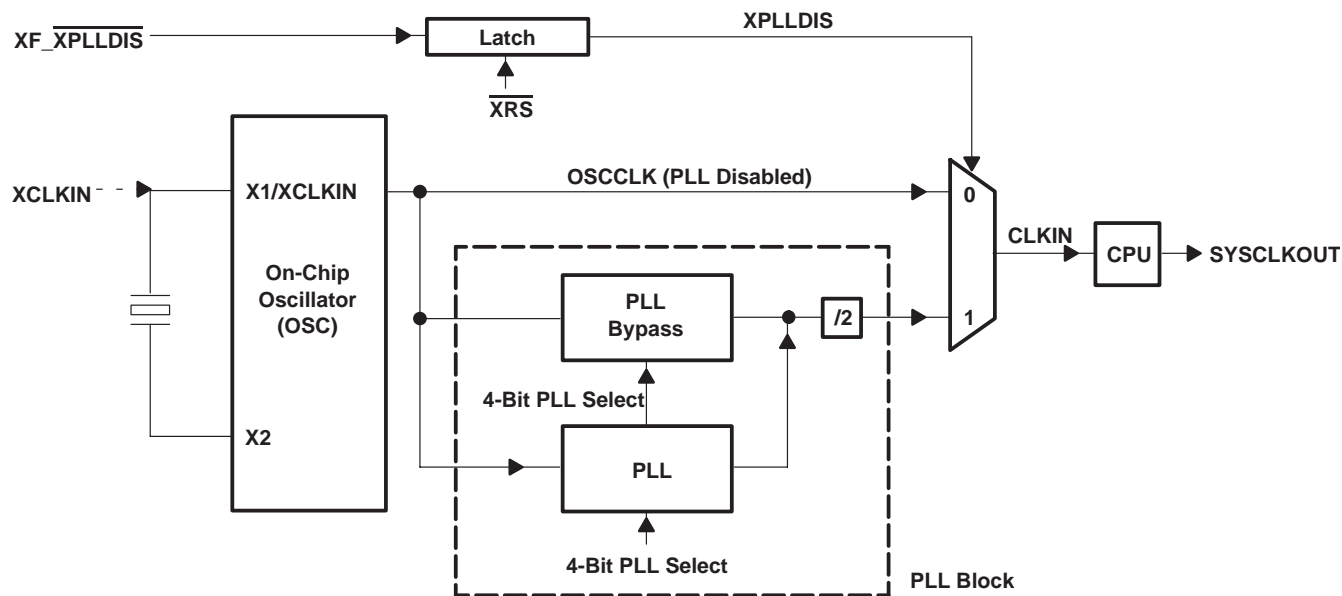 XPLLDIS
XF_XPLLDIS
Latch
XRS
XCLKIN
X1/XCLKIN
OSCCLK (PLL Disabled)
0
On-Chip
Oscillator
(OSC)
CLKIN
CPU
SYSCLKOUT
PLL
Bypass
/2
1
4-Bit PLL Select
X2
PLL
4-Bit PLL Select
PLL Block